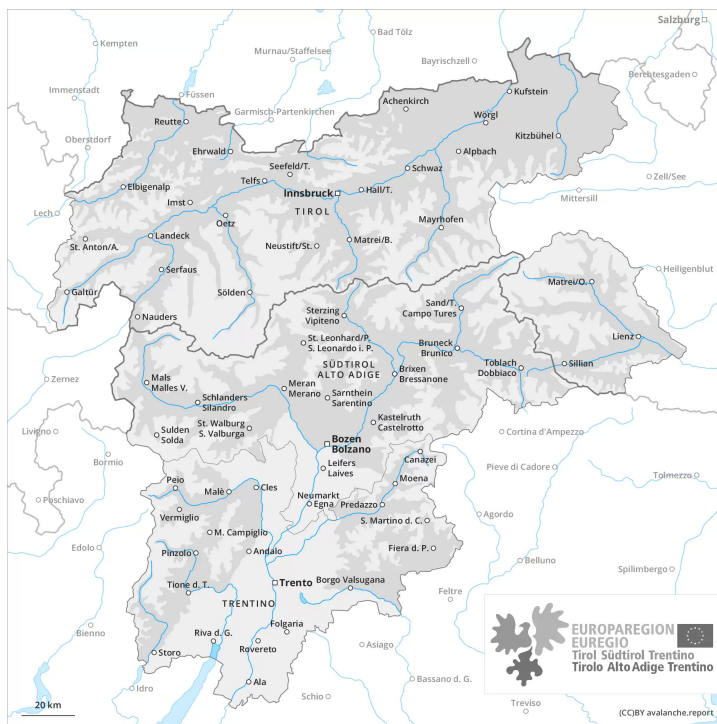 Salzburg
Kempten
Bad Tölz
Murnau/Staffelsee
Bayrischzell
Berchtesgaden
Immenstadt
Füssen
Kufstein
Garmisch-Partenkirchen
Achenkirch
Reutte
Wörgl
Oberstdorf
Kitzbühel
Ehrwald
Alpbach
Seefeld/T.
Schwaz
Zell/See
Telfs
Elbigenalp
Innsbruck
Hall/T.
Mittersill
Imst
TIROL
Lech
Oetz
Mayrhofen
Landeck
St. Anton/A.
Neustift/St.
Matrei/B.
Serfaus
Heiligenblut
Matrei/O.
Galtür
Sölden
Nauders
Sterzing
Vipiteno
Sand/T.
Campo Tures
Lienz
St. Leonhard/P.
S. Leonardo i. P.
Bruneck
Brunico
Toblach
Dobbiaco
Sillian
SÜDTIROL
ALTO ADIGE
Brixen
Bressanone
Zernez
Mals
Malles V.
Meran
Merano
Sarnthein
Sarentino
Schlanders
Silandro
St. Walburg
S. Valburga
Kastelruth
Castelrotto
Livigno
Sulden
Solda
Bozen
Bolzano
Cortina d'Ampezzo
Bormio
Canazei
Leifers
Laives
Pieve di Cadore
Tolmezzo
Peio
Malè
Cles
Moena
Poschiavo
Neumarkt
Egna
Predazzo
Vermiglio
Agordo
S. Martino d. C.
M. Campiglio
Edolo
Pinzolo
Andalo
Fiera d. P.
Belluno
Spilimbergo
Tione d. T.
Trento
Borgo Valsugana
Feltre
TRENTINO
Folgaria
Bienno
Riva d. G.
Rovereto
Asiago
Storo
Ala
Idro
Schio
Bassano d. G.
Treviso
EUROPAREGION
EUREGIO
Tirol Südtirol Trentino
Tirolo Alto Adige Trentino
20 km
(CC)BY avalanche.report